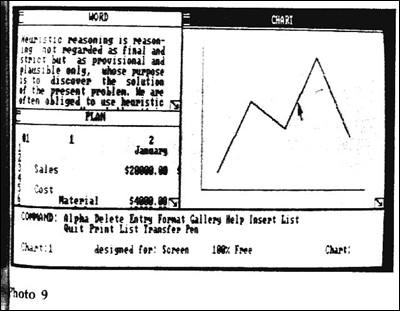 WORD
Heuristic reasoning is reason-
ing not regarded as final and
strict but as provisional and
plausible only, whose purpose
is to discover the solution
of the present problem. We are
often obliged to use heuristic
CHART
PLAN
#1 1 2
January
Sales $20000.00
Cost
Material $4000.00
COMMAND: Alpha Delete Entry Format Gallery Help Insert List
Quit Print List Transfer Pen
Chart:1 designed for: Screen 100% Free Chart:
Photo 9